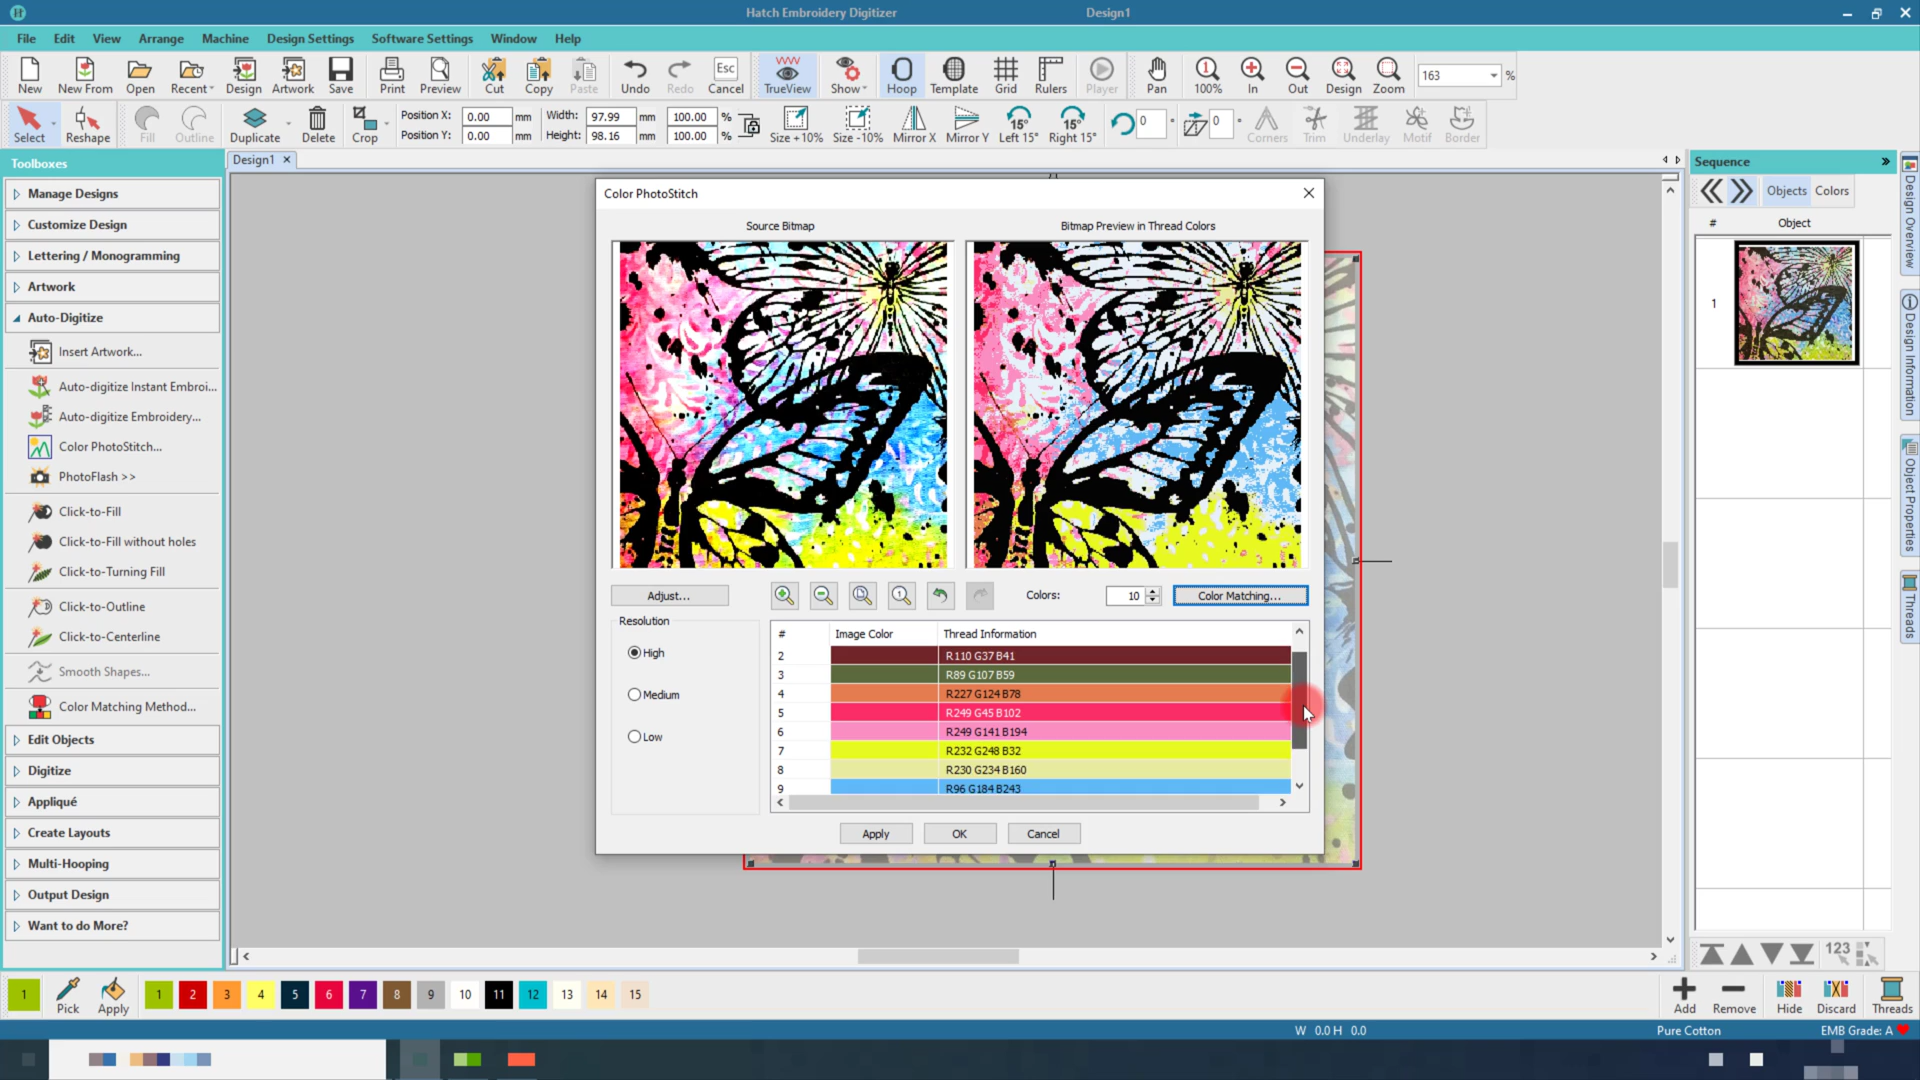 Hatch Embroidery Digitizer
Design1
File Edit View Arrange Machine Design Settings Software Settings Window Help
New New From Open Recent Design Artwork Save Print Preview Cut Copy Paste Undo Redo Esc Cancel TrueView Show Hoop Template Grid Rulers Player Pan 1 100% In Out Design Zoom 163 %
Select Reshape Fill Outline Duplicate Delete Crop
Position X: 0.00 mm Width: 97.99 mm 100.00 %
Position Y: 0.00 mm Height: 98.16 mm 100.00 %
Size +10% Size -10% Mirror X Mirror Y 15° Left 15° 15° Right 15° 0 ° 0 ° Corners Trim Underlay Motif Border
Toolboxes
Manage Designs
Customize Design
Lettering / Monogramming
Artwork
Auto-Digitize
Insert Artwork...
Auto-digitize Instant Embroi...
Auto-digitize Embroidery...
Color PhotoStitch...
PhotoFlash >>
Click-to-Fill
Click-to-Fill without holes
Click-to-Turning Fill
Click-to-Outline
Click-to-Centerline
Smooth Shapes...
Color Matching Method...
Edit Objects
Digitize
Appliqué
Create Layouts
Multi-Hooping
Output Design
Want to do More?
Design1
Color PhotoStitch
Source Bitmap
Bitmap Preview in Thread Colors
Adjust...
Colors: 10 Color Matching...
Resolution
High
Medium
Low
# Image Color Thread Information
2 R110 G37 B41
3 R89 G107 B59
4 R227 G124 B78
5 R249 G45 B102
6 R249 G141 B194
7 R232 G248 B32
8 R230 G234 B160
9 R96 G184 B243
Apply OK Cancel
Sequence
Objects Colors
# Object
1
123
Design Overview
Design Information
Object Properties
Threads
1 Pick Apply 1 2 3 4 5 6 7 8 9 10 11 12 13 14 15
Add Remove Hide Discard Threads
W 0.0 H 0.0
Pure Cotton
EMB Grade: A